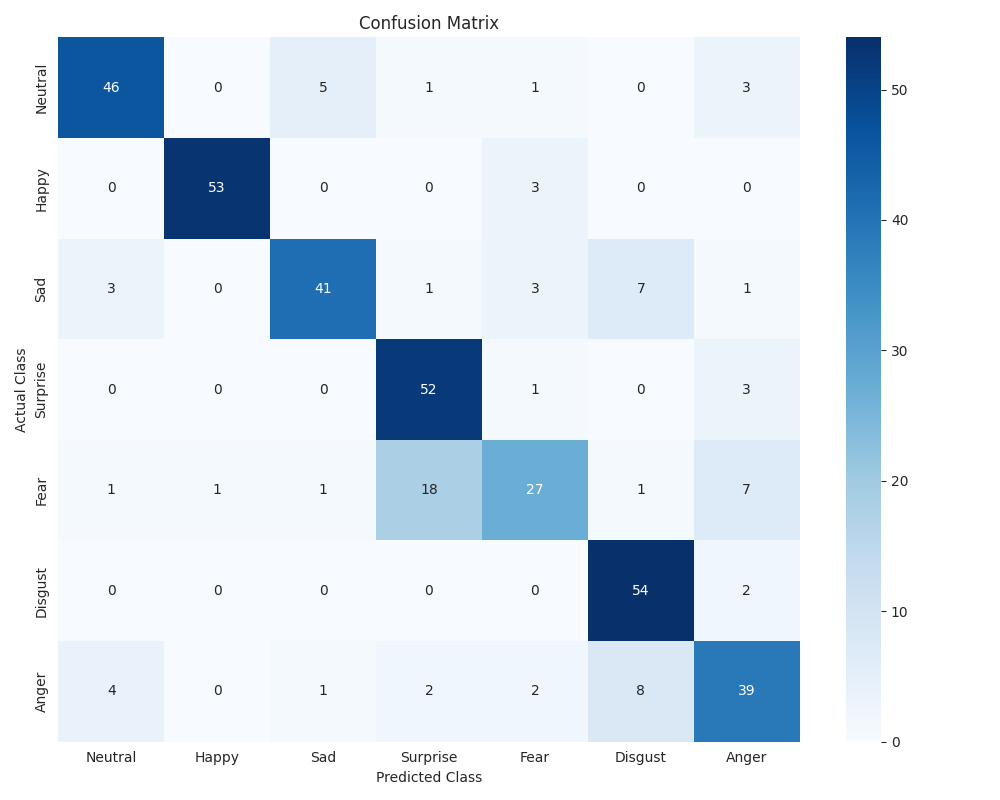 Confusion Matrix
Actual Class
Neutral 46 0 5 1 1 0 3
Happy 0 53 0 0 3 0 0
Sad 3 0 41 1 3 7 1
Surprise 0 0 0 52 1 0 3
Fear 1 1 1 18 27 1 7
Disgust 0 0 0 0 0 54 2
Anger 4 0 1 2 2 8 39
Neutral Happy Sad Surprise Fear Disgust Anger
Predicted Class
50
40
30
20
10
0